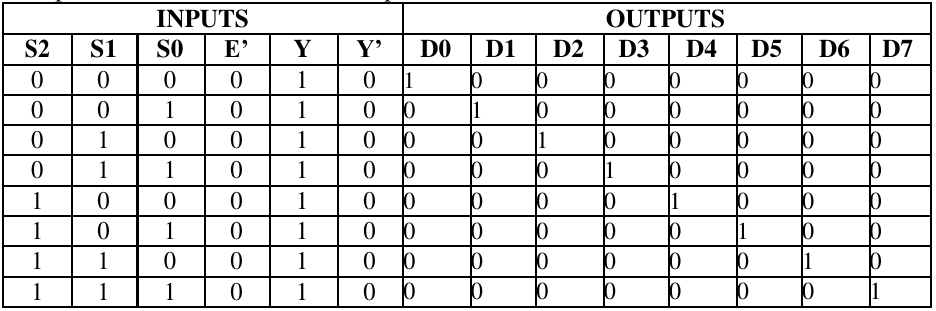 INPUTS OUTPUTS
S2 S1 S0 E’ Y Y’ D0 D1 D2 D3 D4 D5 D6 D7
0 0 0 0 1 0 1 0 0 0 0 0 0 0
0 0 1 0 1 0 0 1 0 0 0 0 0 0
0 1 0 0 1 0 0 0 1 0 0 0 0 0
0 1 1 0 1 0 0 0 0 1 0 0 0 0
1 0 0 0 1 0 0 0 0 0 1 0 0 0
1 0 1 0 1 0 0 0 0 0 0 1 0 0
1 1 0 0 1 0 0 0 0 0 0 0 1 0
1 1 1 0 1 0 0 0 0 0 0 0 0 1